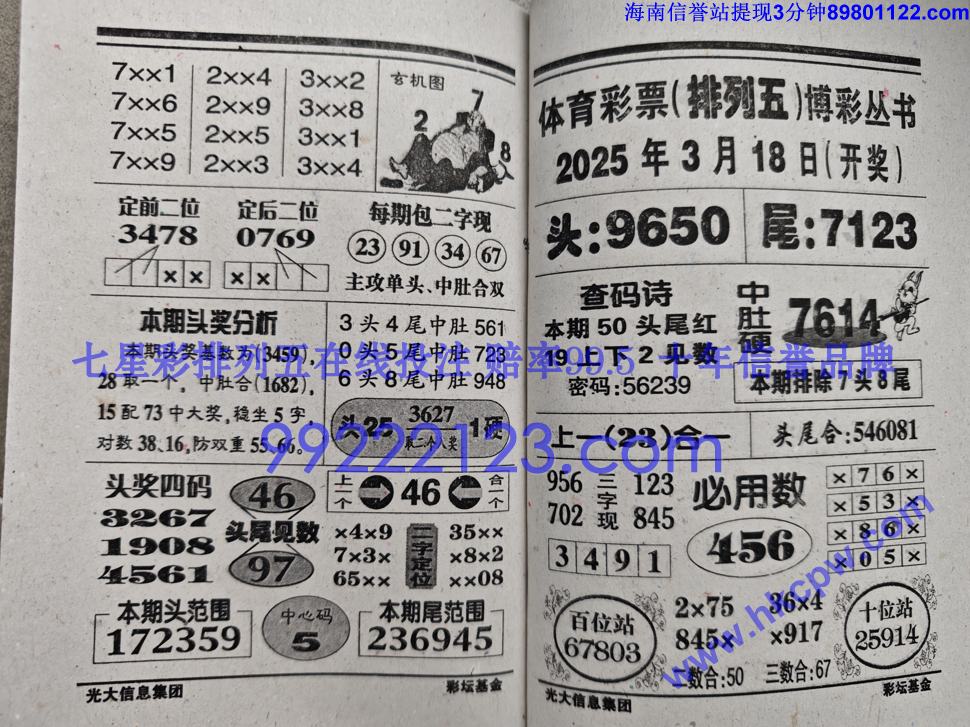 海南信誉站提现3分钟89801122.com
7××1 2××4 3××2
7××6 2××9 3××8
7××5 2××5 3××1
7××9 2××3 3××4
玄机图
7
2
8
定前二位 定后二位
3478 0769
×× ××
每期包二字现
23 91 34 67
主攻单头、中肚合双
本期头奖分析
本期头奖基数为(3459),
28取一个,中肚合(1682),
15配73中大奖,稳坐5字,
对数38.16,防双重55.66。
3头4尾中肚561
0头5尾中肚723
6头8尾中肚948
头25 3627 1硬
取二个入奖
头奖四码
3267
1908
4561
46
头尾见数
97
上一个 46 合一个
×4×9
7×3×
65××
二字定位
35××
×8×2
××08
本期头范围
172359
中心码
5
本期尾范围
236945
光大信息集团 彩坛基金
体育彩票(排列五)博彩丛书
2025年3月18日(开奖)
头:9650 尾:7123
查码诗
本期50头尾红
19上下2见数
密码:56239
中肚硬
7614
本期排除7头8尾
上一(23)合一
头尾合:546081
956
702
三字现
123
845
3491
必用数
456
×76×
×53×
×86×
×05×
百位站
67803
2×75 36×4
845× ×917
二数合:50 三数合:67
十位站
25914
光大信息集团 彩坛基金
七星彩排列五在线投注 赔率99.5 十年信誉品牌
99222123.com
www.hhcpw.com